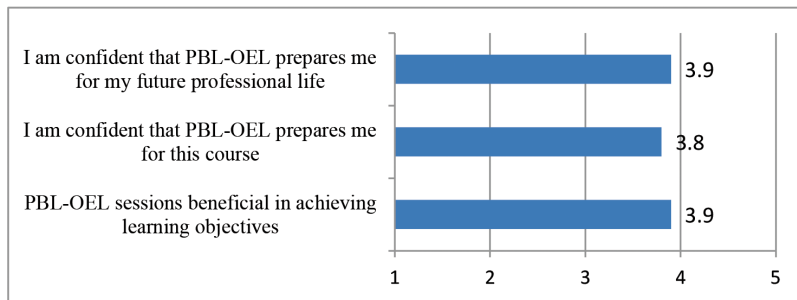 I am confident that PBL-OEL prepares me
for my future professional life
3.9
I am confident that PBL-OEL prepares me
for this course
3.8
PBL-OEL sessions beneficial in achieving
learning objectives
3.9
1 2 3 4 5